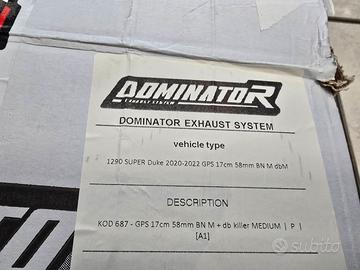 DOMINATOR
EXHAUST SYSTEM
DOMINATOR EXHAUST SYSTEM
vehicle type
1290 SUPER Duke 2020-2022 GPS 17cm 58mm BN M dbM
DESCRIPTION
KOD 687 - GPS 17cm 58mm BN M + db killer MEDIUM | P |
[A1]
subito